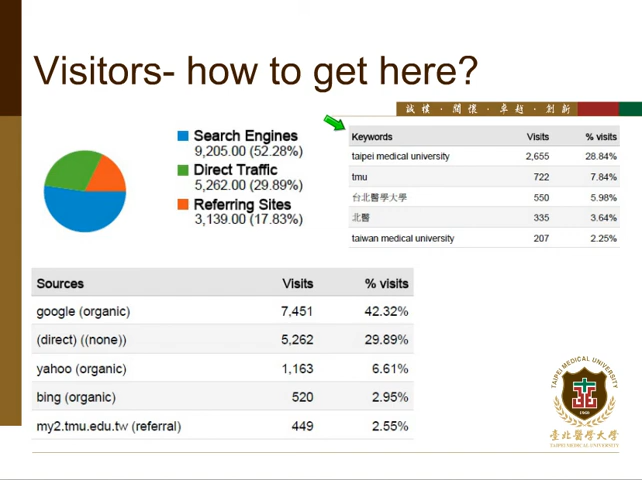 Visitors- how to get here?
誠樸 · 關懷 · 卓越 · 創新
Search Engines
9,205.00 (52.28%)
Direct Traffic
5,262.00 (29.89%)
Referring Sites
3,139.00 (17.83%)
Keywords Visits % visits
taipei medical university 2,655 28.84%
tmu 722 7.84%
台北醫學大學 550 5.98%
北醫 335 3.64%
taiwan medical university 207 2.25%
Sources Visits % visits
google (organic) 7,451 42.32%
(direct) ((none)) 5,262 29.89%
yahoo (organic) 1,163 6.61%
bing (organic) 520 2.95%
my2.tmu.edu.tw (referral) 449 2.55%
TAIPEI MEDICAL UNIVERSITY
1960
臺北醫學大學
TAIPEI MEDICAL UNIVERSITY